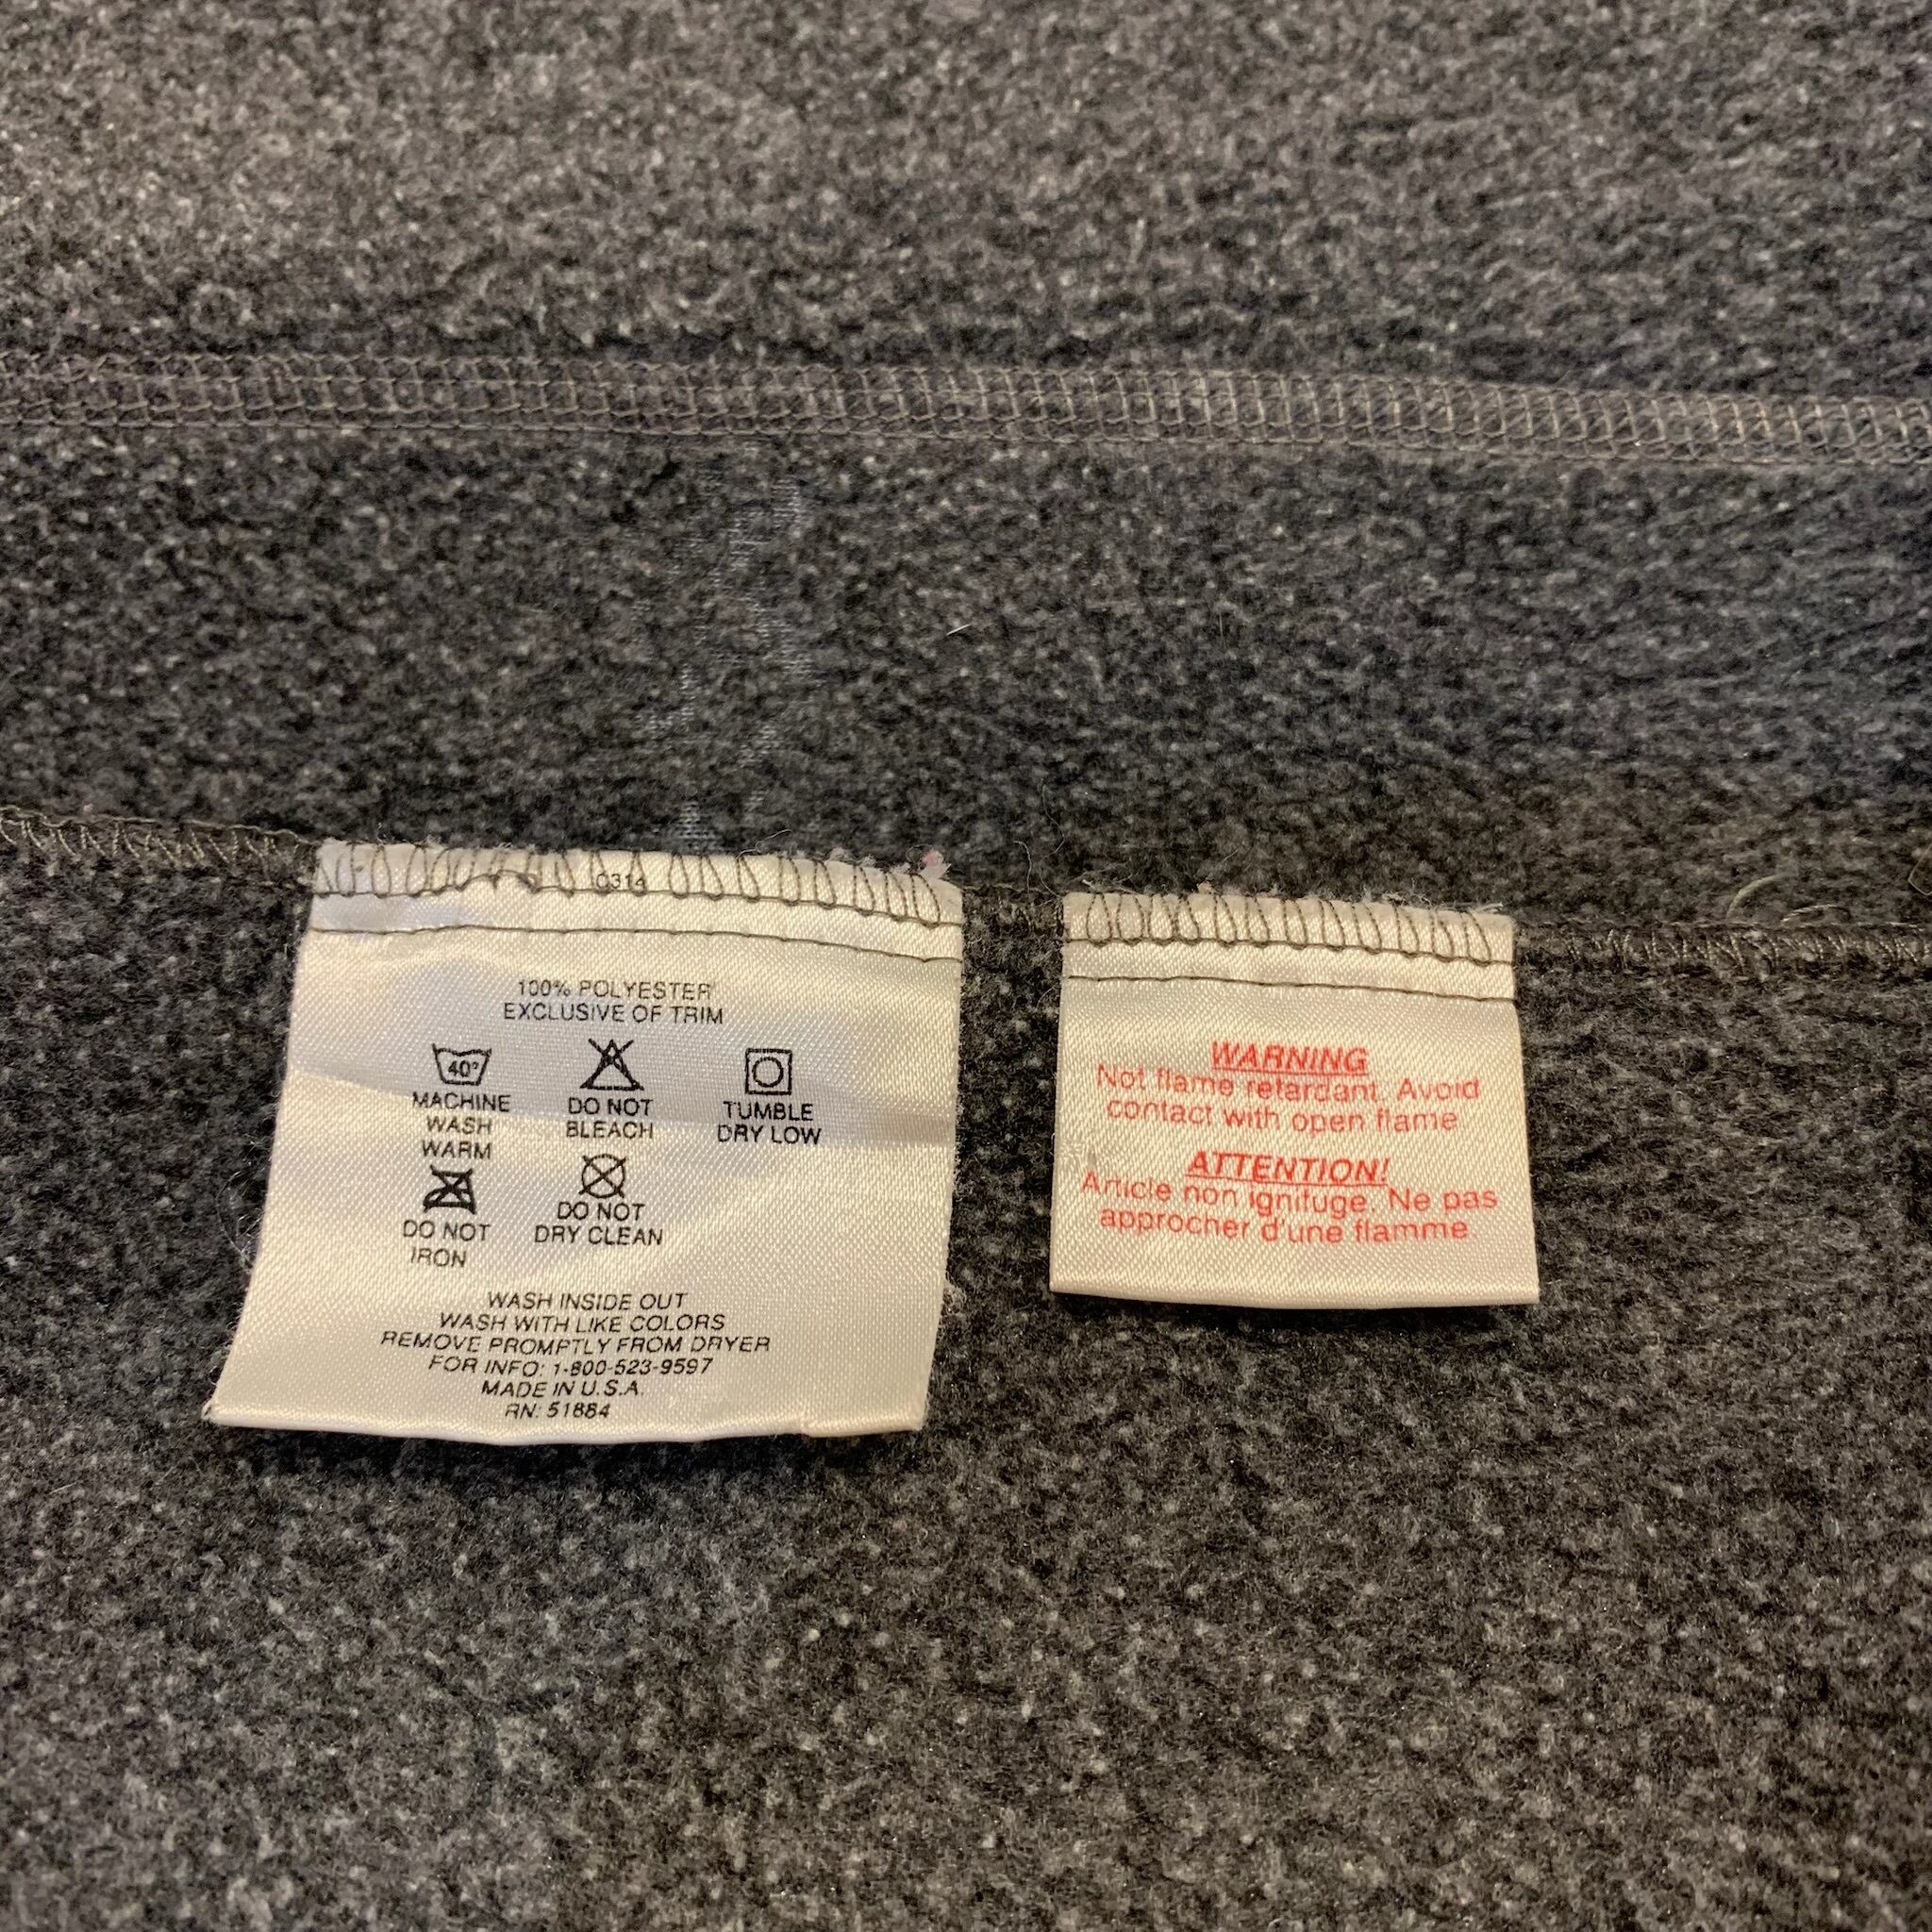 0314
100% POLYESTER
EXCLUSIVE OF TRIM
40°
MACHINE
WASH
WARM
DO NOT
BLEACH
TUMBLE
DRY LOW
DO NOT
IRON
DO NOT
DRY CLEAN
WASH INSIDE OUT
WASH WITH LIKE COLORS
REMOVE PROMPTLY FROM DRYER
FOR INFO: 1-800-523-9597
MADE IN U.S.A.
RN: 51884
WARNING
Not flame retardant. Avoid
contact with open flame
ATTENTION!
Article non ignifuge. Ne pas
approcher d'une flamme.